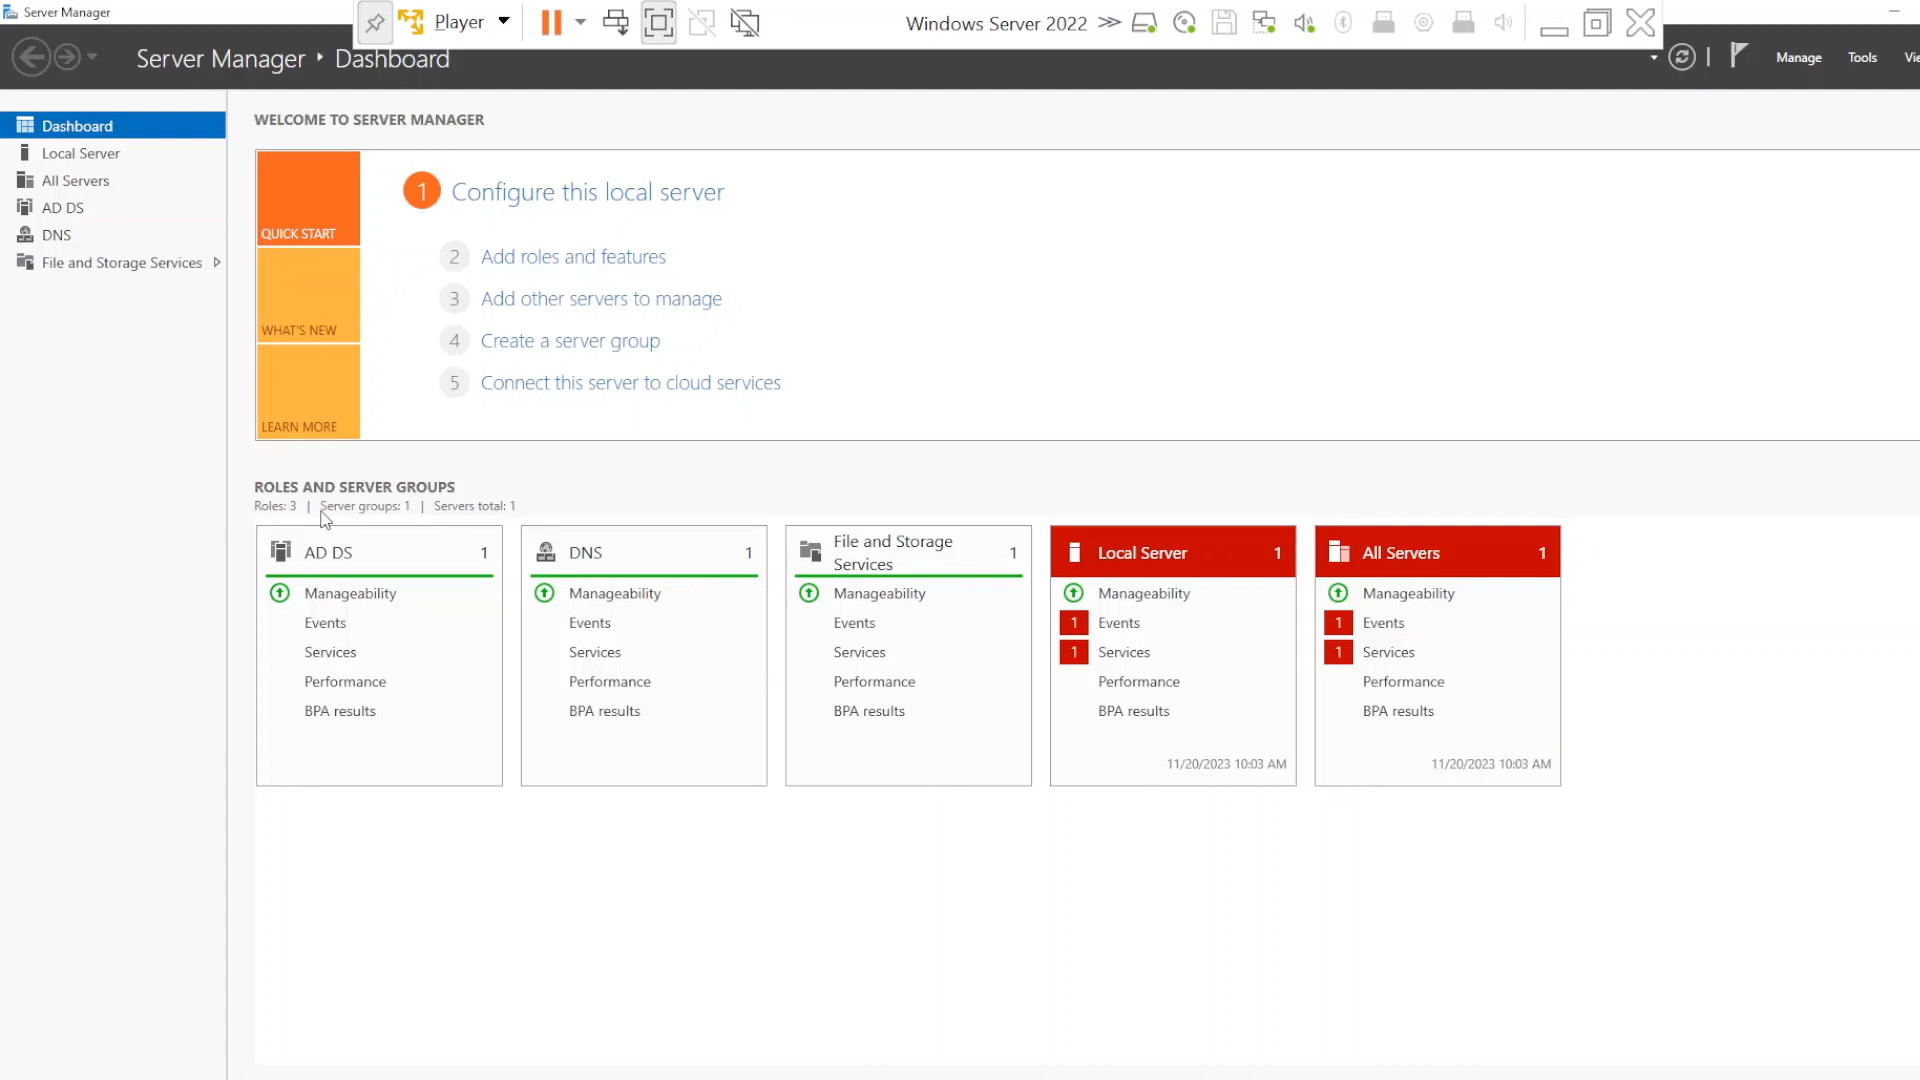 Server Manager
Player
Windows Server 2022
Server Manager ‣ Dashboard
Manage Tools
Dashboard
Local Server
All Servers
AD DS
DNS
File and Storage Services
WELCOME TO SERVER MANAGER
QUICK START
WHAT'S NEW
LEARN MORE
1 Configure this local server
2 Add roles and features
3 Add other servers to manage
4 Create a server group
5 Connect this server to cloud services
ROLES AND SERVER GROUPS
Roles: 3 | Server groups: 1 | Servers total: 1
AD DS 1
Manageability
Events
Services
Performance
BPA results
DNS 1
Manageability
Events
Services
Performance
BPA results
File and Storage
Services 1
Manageability
Events
Services
Performance
BPA results
Local Server 1
Manageability
1 Events
1 Services
Performance
BPA results
11/20/2023 10:03 AM
All Servers 1
Manageability
1 Events
1 Services
Performance
BPA results
11/20/2023 10:03 AM